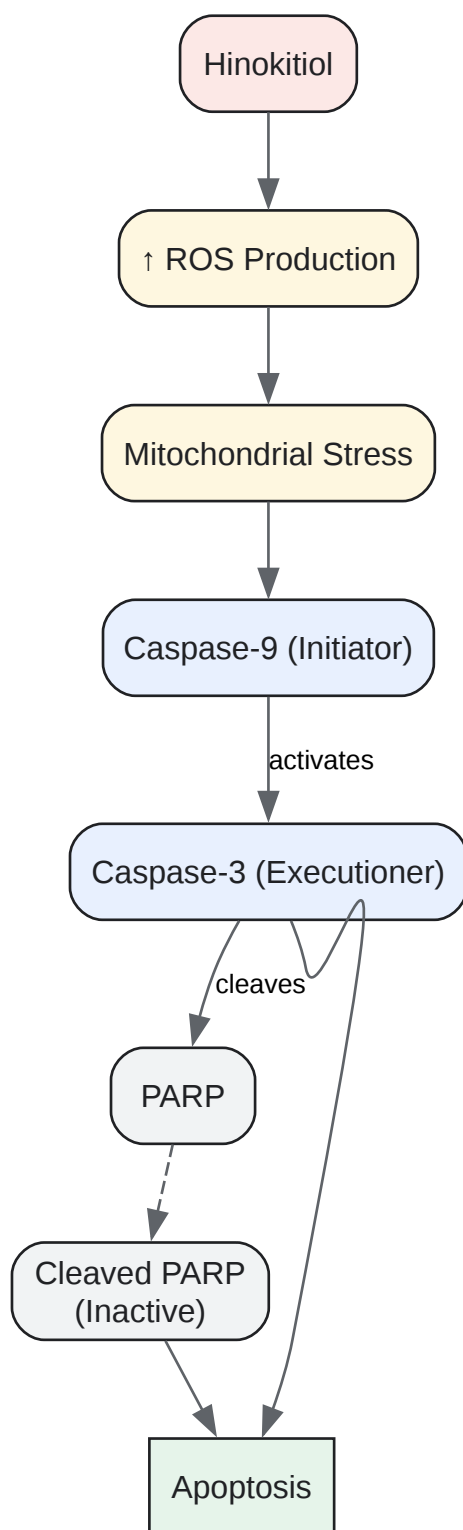 Hinokitiol
↑ ROS Production
Mitochondrial Stress
Caspase-9 (Initiator)
activates
Caspase-3 (Executioner)
cleaves
PARP
Cleaved PARP
(Inactive)
Apoptosis